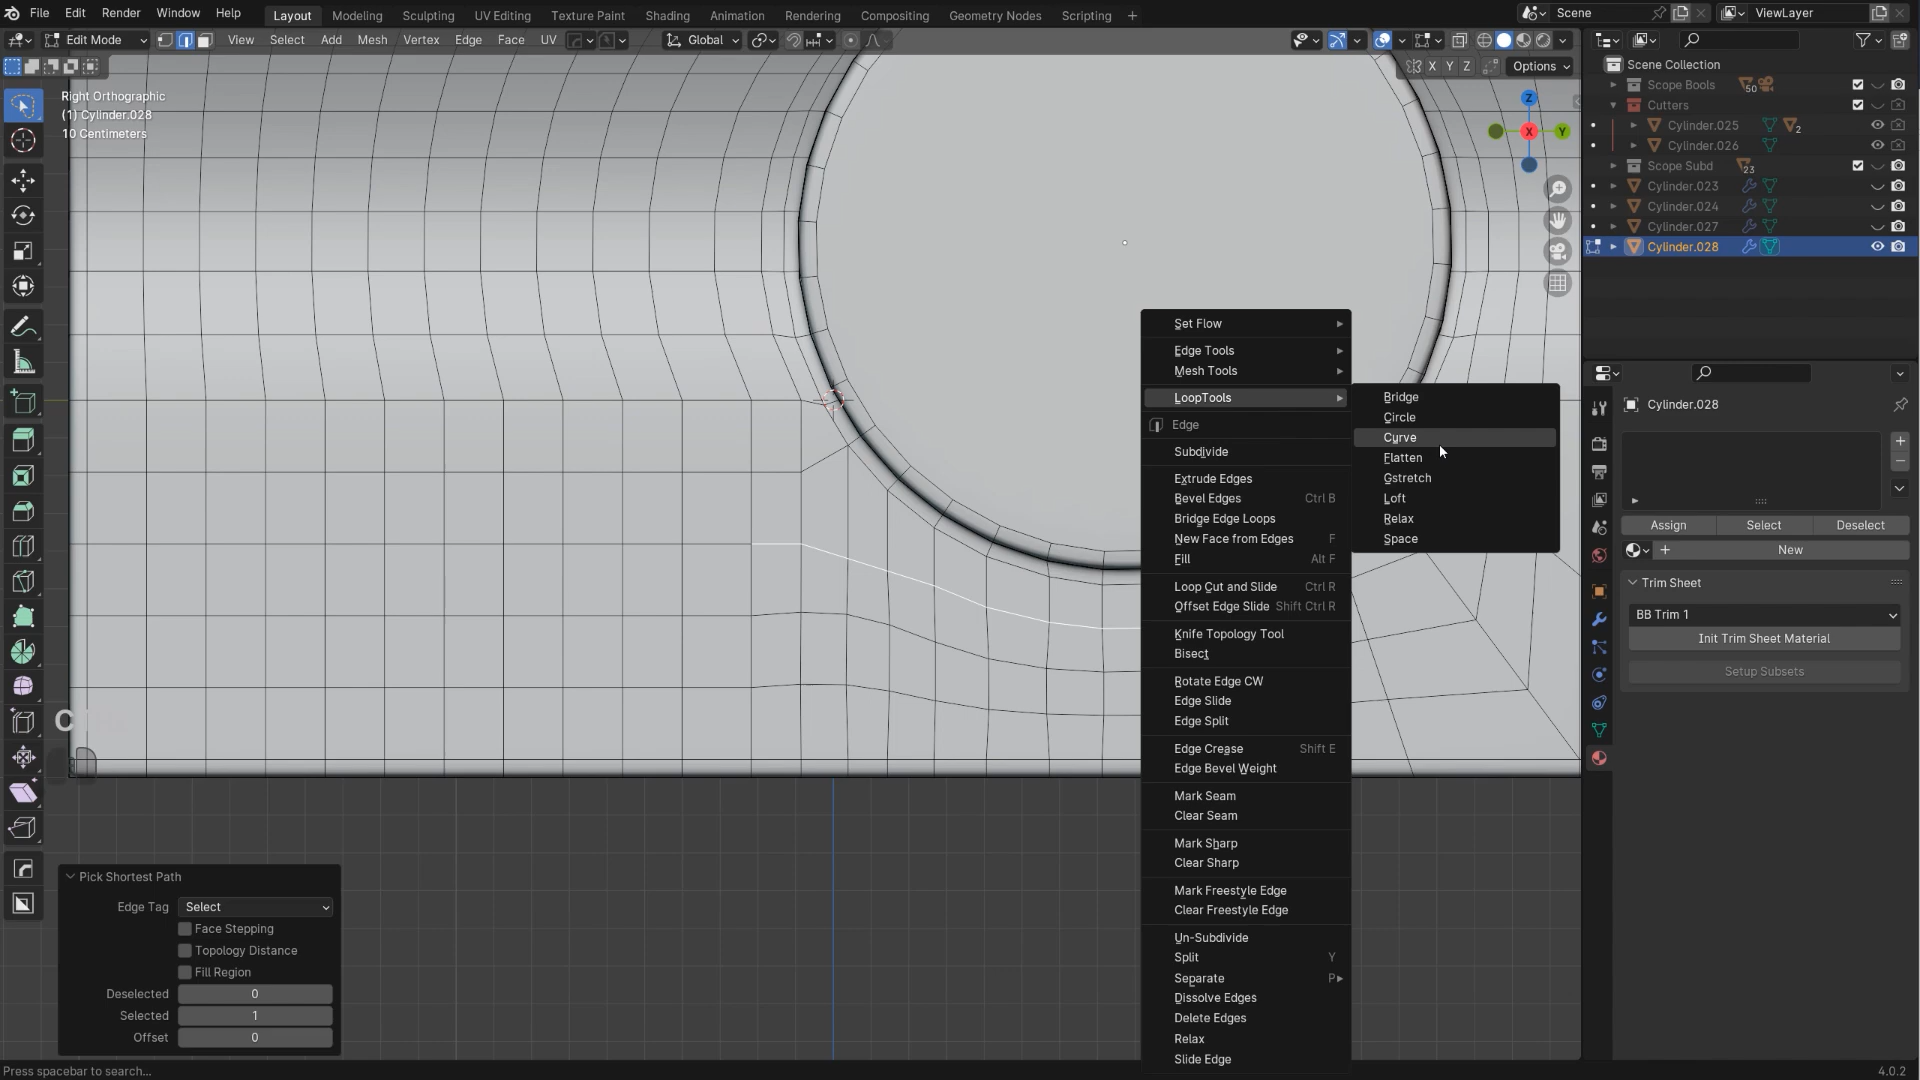 File Edit Render Window Help Layout Modeling Sculpting UV Editing Texture Paint Shading Animation Rendering Compositing Geometry Nodes Scripting + Scene ViewLayer
Edit Mode View Select Add Mesh Vertex Edge Face UV Global
X Y Z Options
Right Orthographic
(1) Cylinder.028
10 Centimeters
Z
X
Y
Scene Collection
Scope Bools 50
Cutters
Cylinder.025 2
Cylinder.026
Scope Subd 23
Cylinder.023
Cylinder.024
Cylinder.027
Cylinder.028
Set Flow
Edge Tools
Mesh Tools
LoopTools
Edge
Subdivide
Extrude Edges
Bevel Edges Ctrl B
Bridge Edge Loops
New Face from Edges F
Fill Alt F
Loop Cut and Slide Ctrl R
Offset Edge Slide Shift Ctrl R
Knife Topology Tool
Bisect
Rotate Edge CW
Edge Slide
Edge Split
Edge Crease Shift E
Edge Bevel Weight
Mark Seam
Clear Seam
Mark Sharp
Clear Sharp
Mark Freestyle Edge
Clear Freestyle Edge
Un-Subdivide
Split Y
Separate P
Dissolve Edges
Delete Edges
Relax
Slide Edge
Bridge
Circle
Curve
Flatten
Gstretch
Loft
Relax
Space
Cylinder.028
Assign Select Deselect
New
Trim Sheet
BB Trim 1
Init Trim Sheet Material
Setup Subsets
Pick Shortest Path
Edge Tag Select
Face Stepping
Topology Distance
Fill Region
Deselected 0
Selected 1
Offset 0
Press spacebar to search...
4.0.2